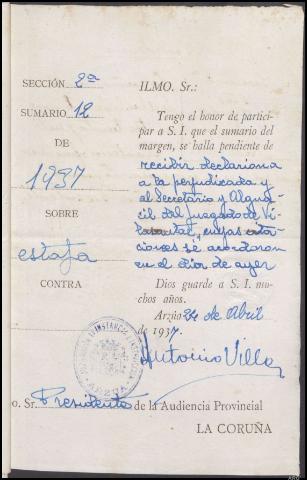 SECCIÓN 2ª
SUMARIO 12
DE
1937
SOBRE
estafa
CONTRA
ILMO. Sr.:
Tengo el honor de partici-
par a S. I. que el sumario del
margen, se halla pendiente de
recibir declaraciona
a la perjudicada y
al Secretario y Algua-
cil del Juzgado de Vi-
cuyas
ciones se acordaron
en el dia de ayer
Dios guarde a S. I. mu-
chos años.
Arzúa 24 de Abril
de 1937
Antonio Villa
o. Sr. Presidente de la Audiencia Provincial
LA CORUÑA